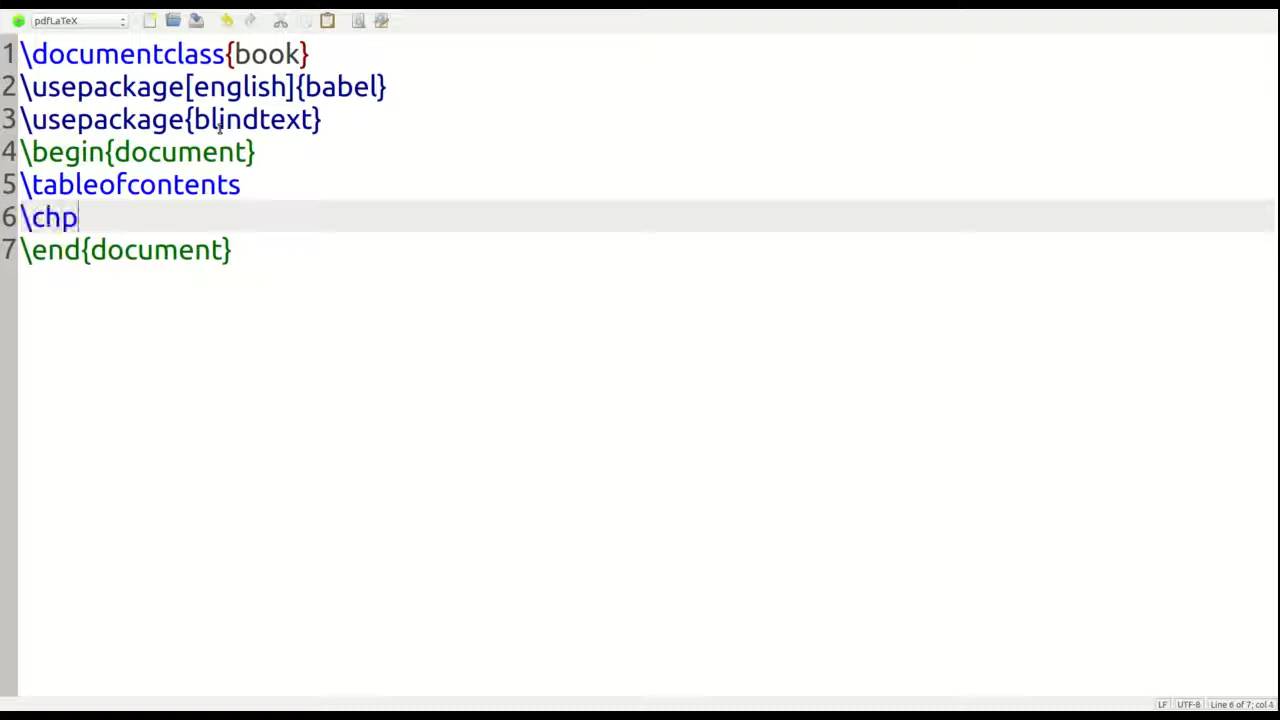 pdfLaTeX
1 \documentclass{book}
2 \usepackage[english]{babel}
3 \usepackage{blindtext}
4 \begin{document}
5 \tableofcontents
6 \chp
7 \end{document}
LF UTF-8 Line 6 of 7; col 4